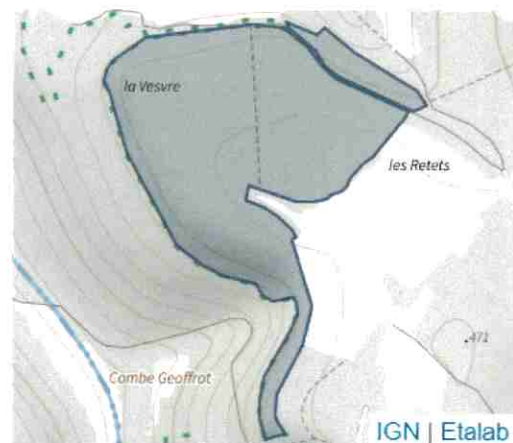 la Vesvre
les Retets
.471
Combe Geoffrot
IGN | Etalab